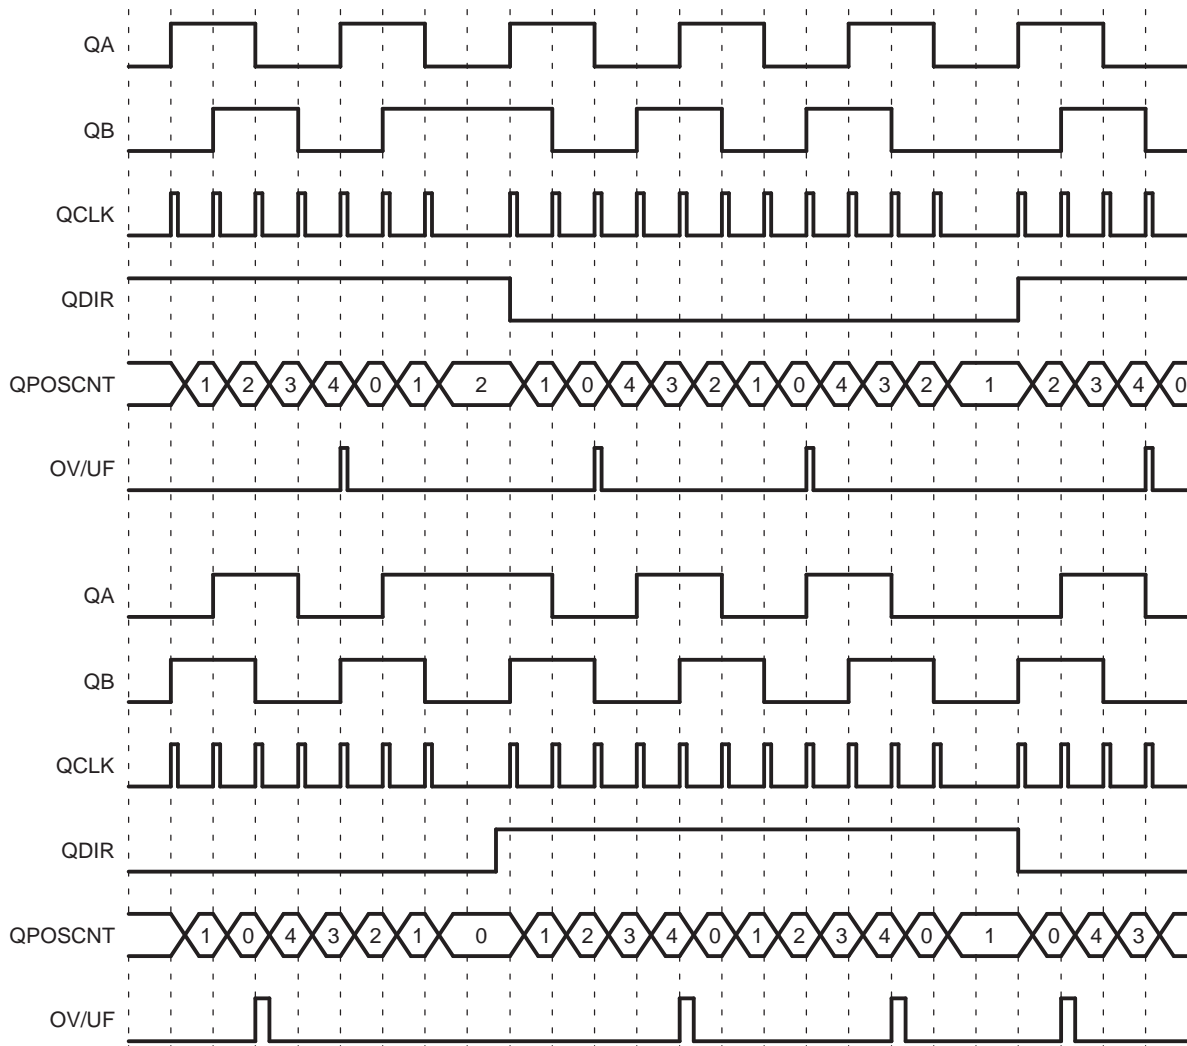 QA
QB
QCLK
QDIR
QPOSCNT 1 2 3 4 0 1 2 1 0 4 3 2 1 0 4 3 2 1 2 3 4 0
OV/UF
QA
QB
QCLK
QDIR
QPOSCNT 1 0 4 3 2 1 0 1 2 3 4 0 1 2 3 4 0 1 0 4 3
OV/UF